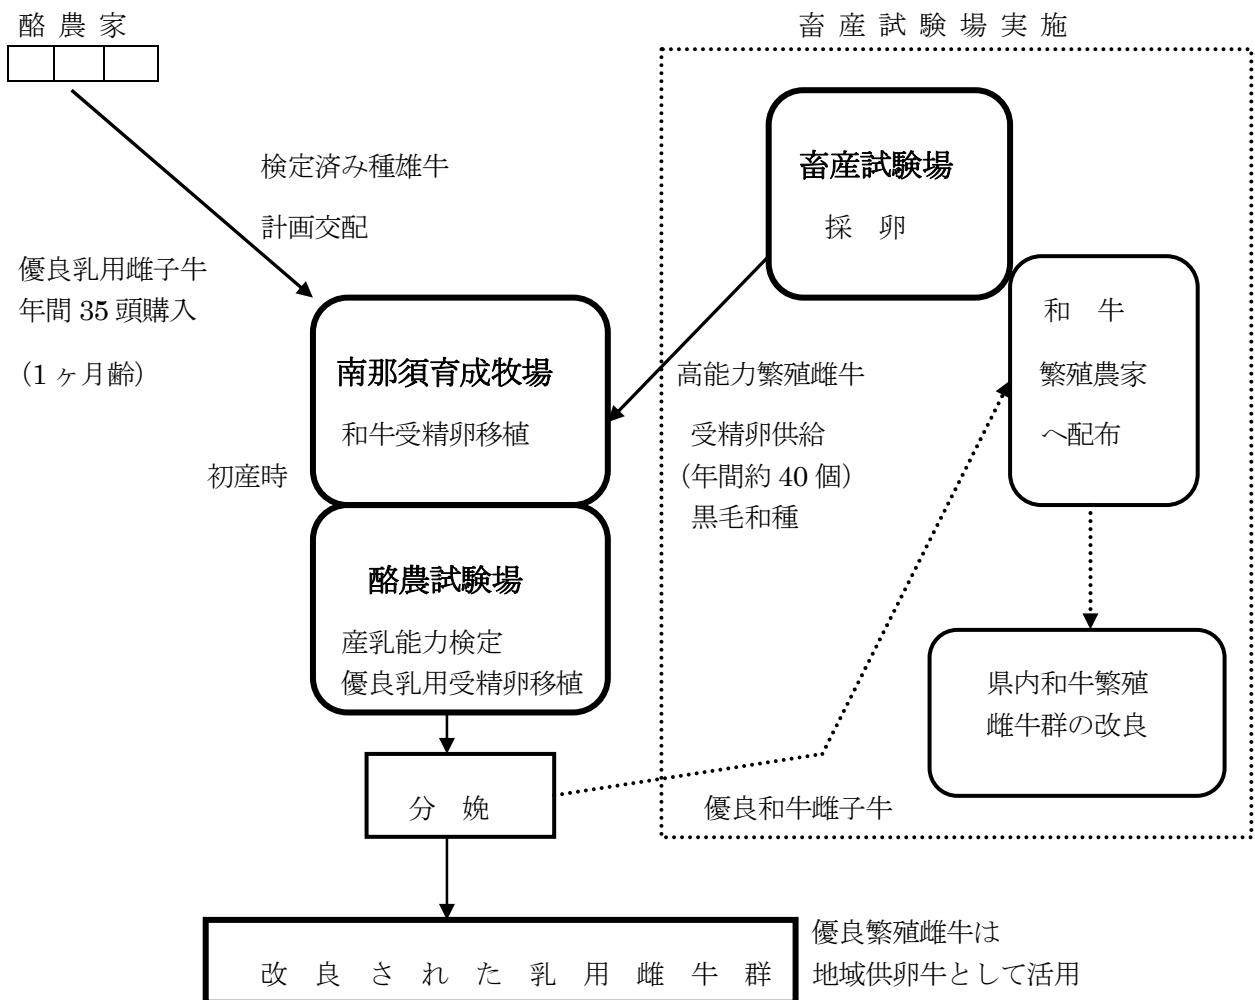 酪 農 家
畜 産 試 験 場 実 施
検定済み種雄牛
計画交配
優良乳用雌子牛
年間 35 頭購入
(1 ヶ月齢)
畜産試験場
採 卵
和 牛
繁殖農家
へ配布
南那須育成牧場
和牛受精卵移植
初産時
高能力繁殖雌牛
受精卵供給
(年間約 40 個)
黒毛和種
酪農試験場
産乳能力検定
優良乳用受精卵移植
県内和牛繁殖
雌牛群の改良
分 娩
優良和牛雌子牛
改 良 さ れ た 乳 用 雌 牛 群
優良繁殖雌牛は
地域供卵牛として活用